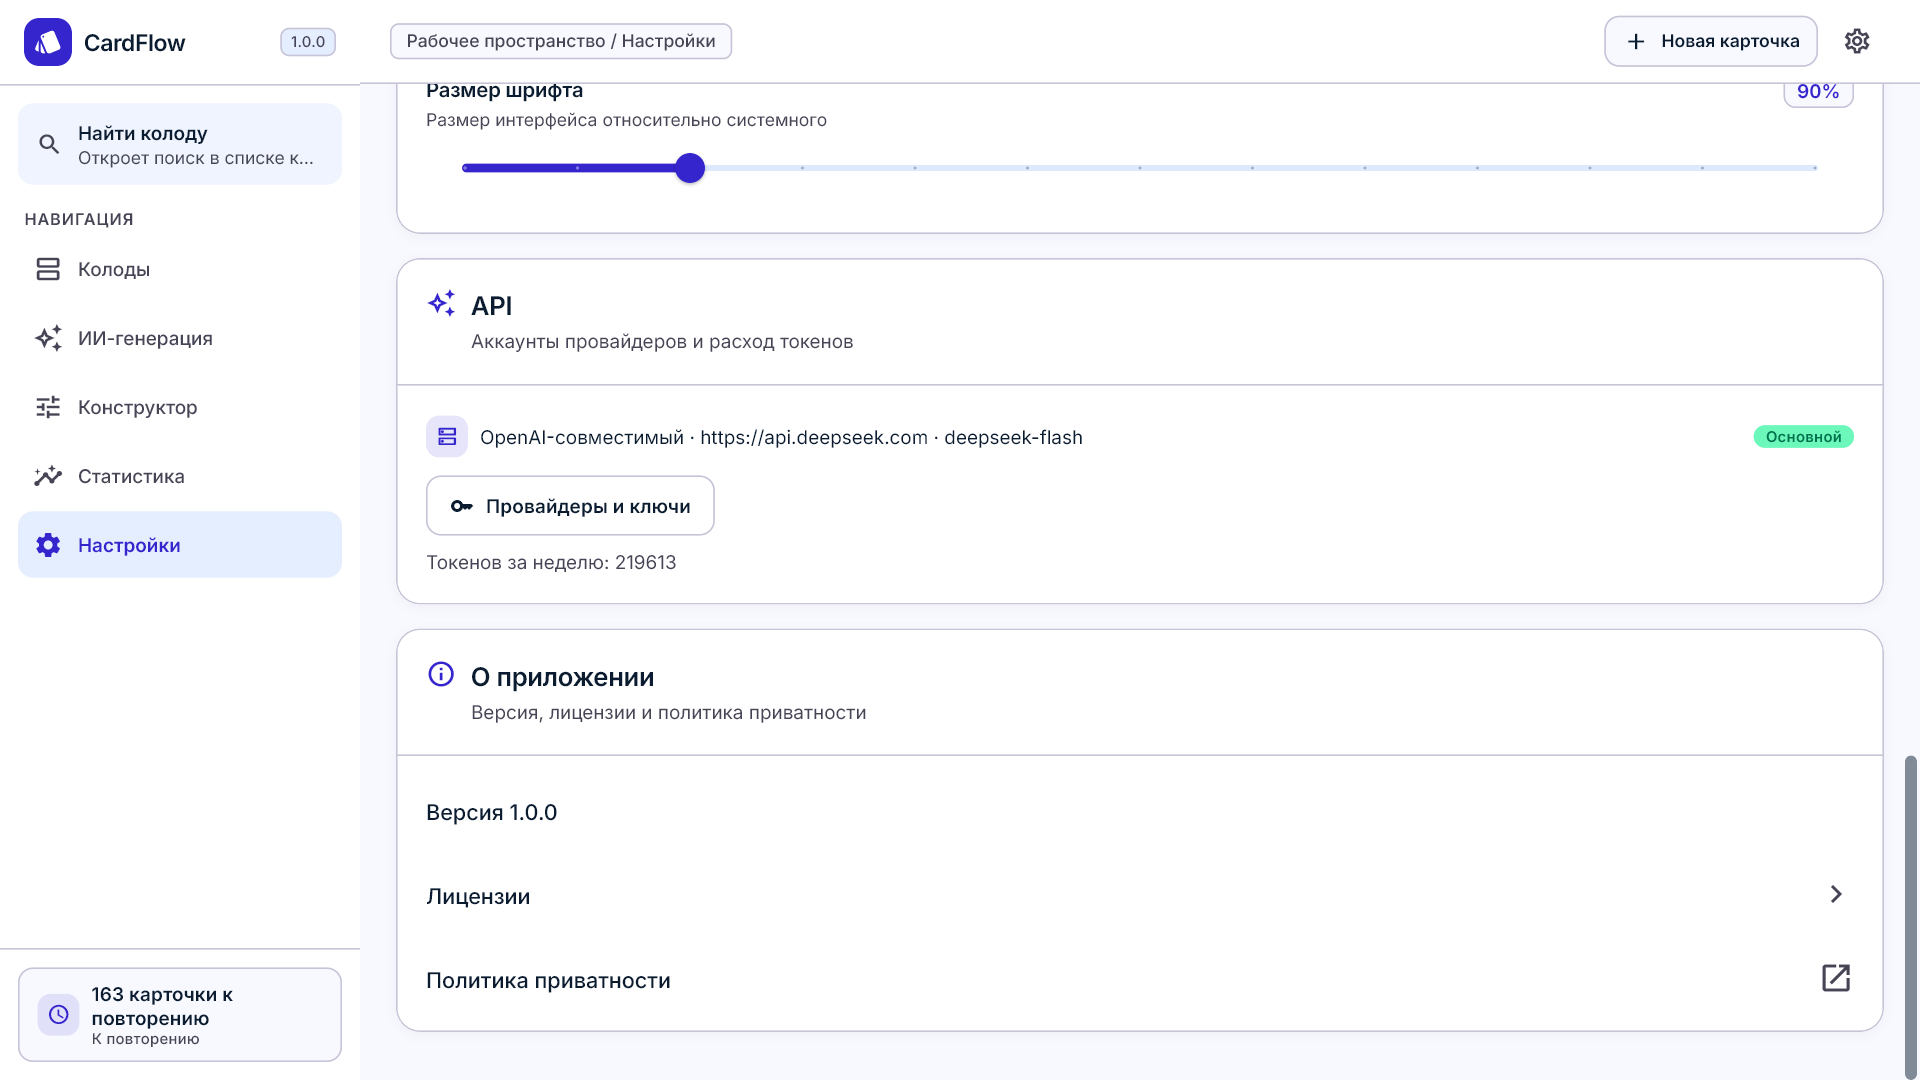 CardFlow
1.0.0
Рабочее пространство / Настройки
Новая карточка
Найти колоду
Откроет поиск в списке к...
НАВИГАЦИЯ
Колоды
ИИ-генерация
Конструктор
Статистика
Настройки
163 карточки к
повторению
К повторению
Размер шрифта
90%
Размер интерфейса относительно системного
API
Аккаунты провайдеров и расход токенов
OpenAI-совместимый · https://api.deepseek.com · deepseek-flash
Основной
Провайдеры и ключи
Токенов за неделю: 219613
О приложении
Версия, лицензии и политика приватности
Версия 1.0.0
Лицензии
Политика приватности